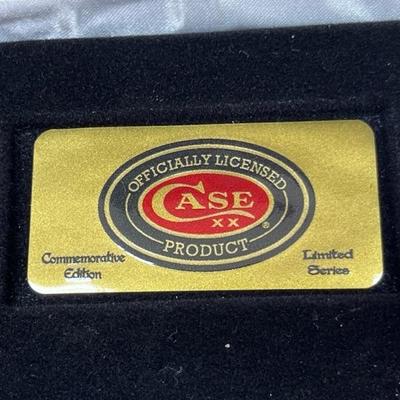 OFFICIALLY LICENSED
CASE
XX
®
PRODUCT
Commemorative
Edition
Limited
Series